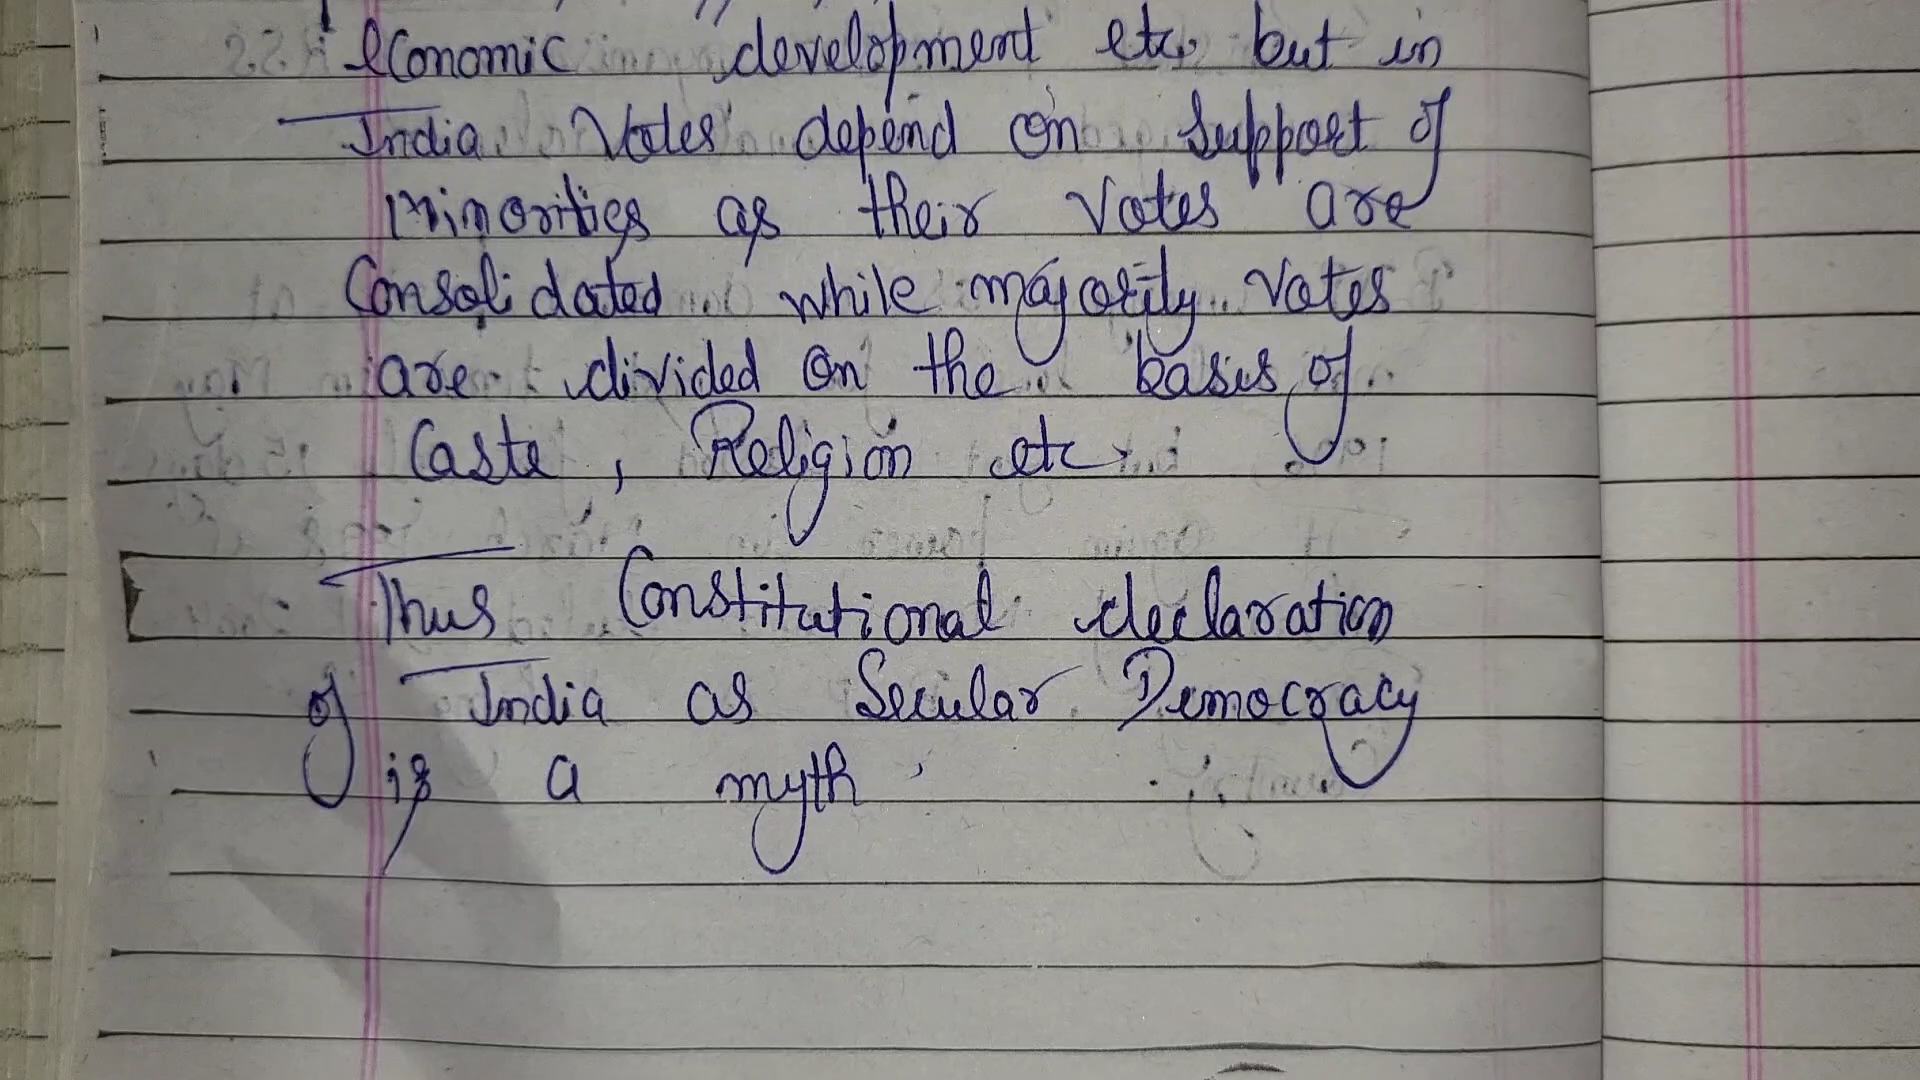 economic development etc. but in
India Votes depend on support of
minorities as their votes are
Consolidated while majority votes
are divided on the basis of
Caste, Religion etc.
Thus Constitutional declaration
of India as Secular Democracy
is a myth.